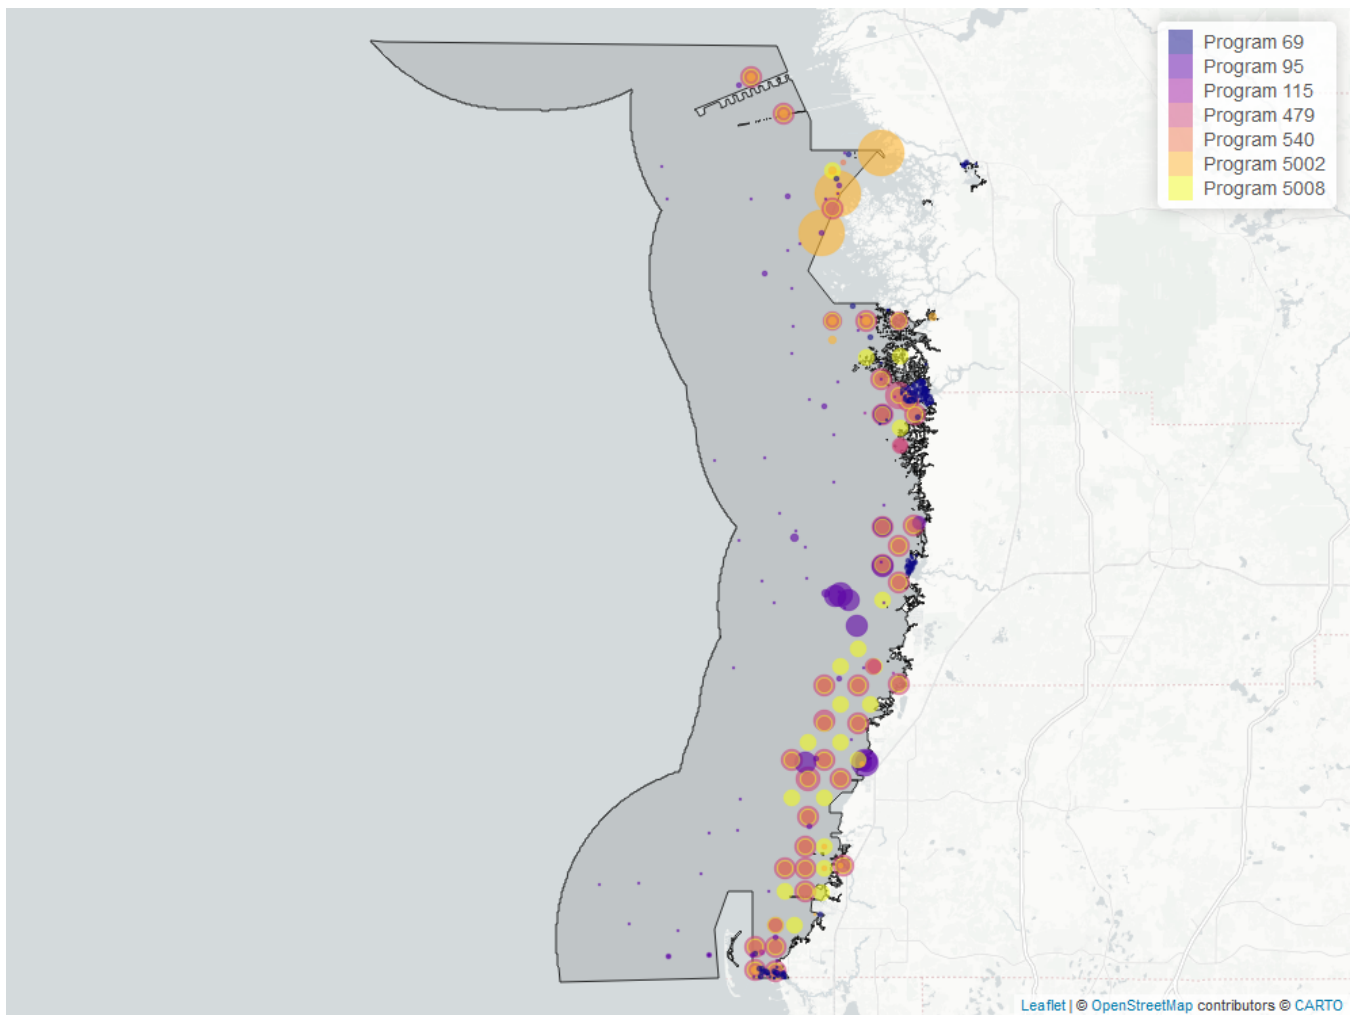 Program 69
Program 95
Program 115
Program 479
Program 540
Program 5002
Program 5008
Leaflet | © OpenStreetMap contributors © CARTO